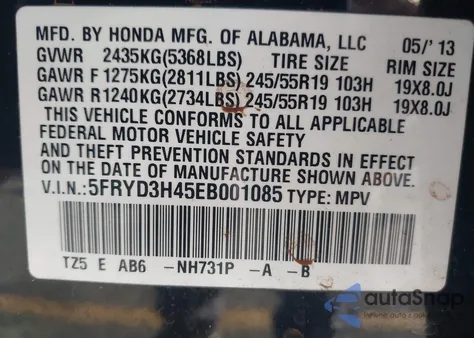 MFD. BY HONDA MFG. OF ALABAMA, LLC 05/'13
GVWR 2435KG(5368LBS) TIRE SIZE RIM SIZE
GAWR F 1275KG(2811LBS) 245/55R19 103H 19X8.0J
GAWR R 1240KG(2734LBS) 245/55R19 103H 19X8.0J
THIS VEHICLE CONFORMS TO ALL APPLICABLE
FEDERAL MOTOR VEHICLE SAFETY
AND THEFT PREVENTION STANDARDS IN EFFECT
ON THE DATE OF MANUFACTURE SHOWN ABOVE.
V.I.N.: 5FRYD3H45EB001085 TYPE: MPV
TZ5 E AB6 -NH731P -A -B
autaSnap